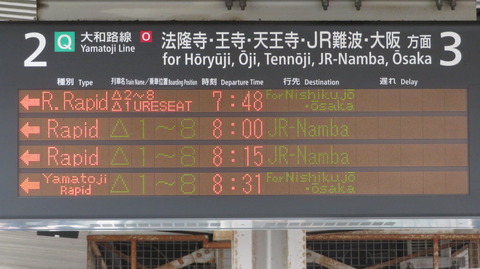 2 Q 大和路線 O 法隆寺・王寺・天王寺・JR難波・大阪 方面 3
Yamatoji Line for Hōryūji, Ōji, Tennōji, JR-Namba, Ōsaka
種別 Type 列車名 Train Name /乗車位置 Boarding Position 時刻 Departure Time 行先 Destination 遅れ Delay
← R.Rapid △2~8 △1URESEAT 7:48 For Nishikujō・ōsaka
← Rapid △1~8 8:00 JR-Namba
← Rapid △1~8 8:15 JR-Namba
← Yamatoji Rapid △1~8 8:31 For Nishikujō・ōsaka